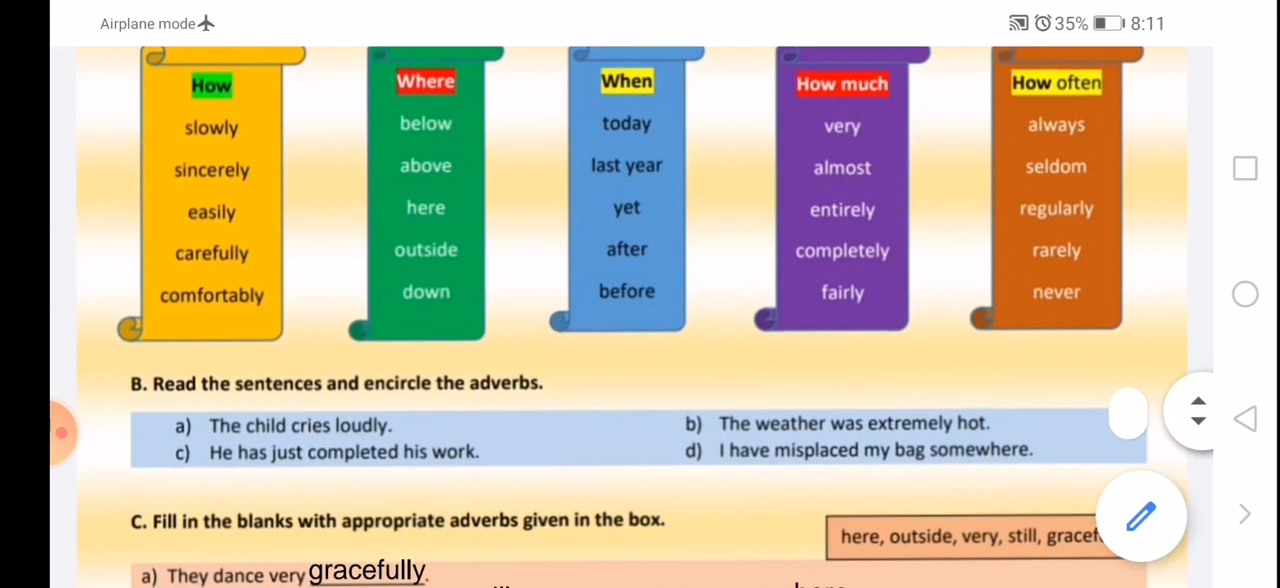 Airplane mode 35% 8:11
How Where When How much How often
slowly below today very always
sincerely above last year almost seldom
easily here yet entirely regularly
carefully outside after completely rarely
comfortably down before fairly never
B. Read the sentences and encircle the adverbs.
a) The child cries loudly. b) The weather was extremely hot.
c) He has just completed his work. d) I have misplaced my bag somewhere.
C. Fill in the blanks with appropriate adverbs given in the box.
here, outside, very, still,
a) They dance very gracefully.